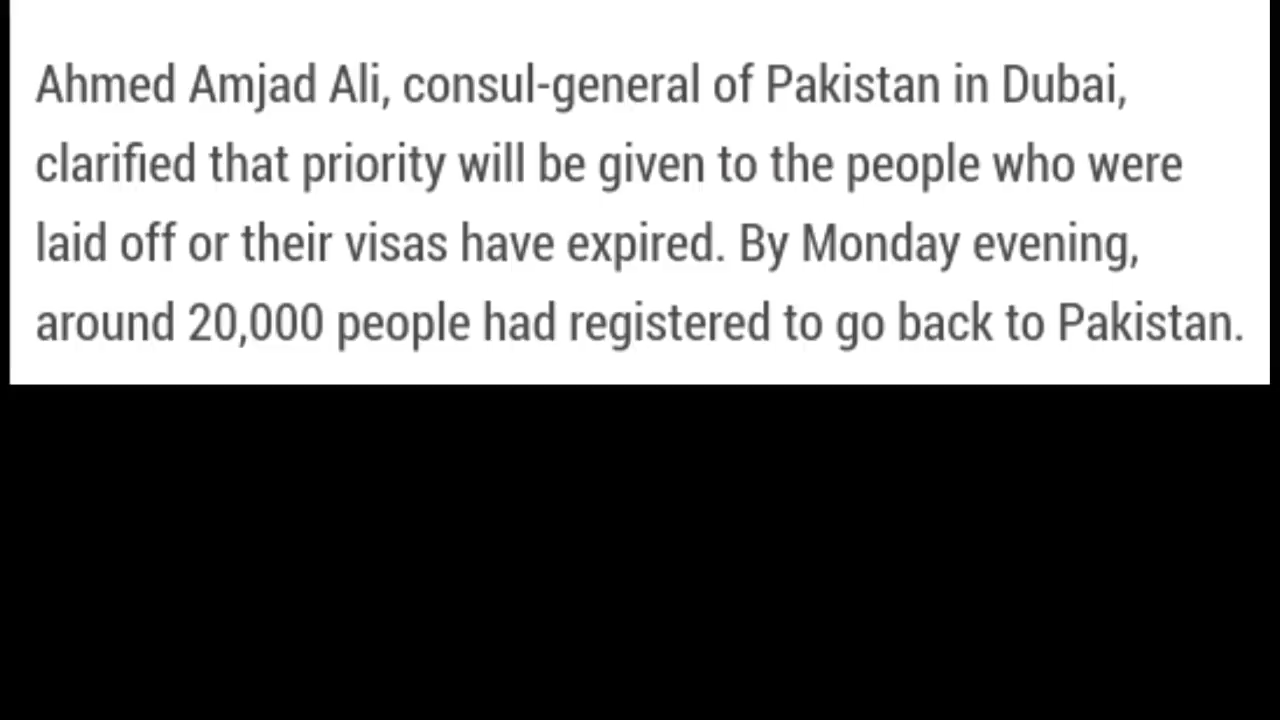 Ahmed Amjad Ali, consul-general of Pakistan in Dubai,
clarified that priority will be given to the people who were
laid off or their visas have expired. By Monday evening,
around 20,000 people had registered to go back to Pakistan.